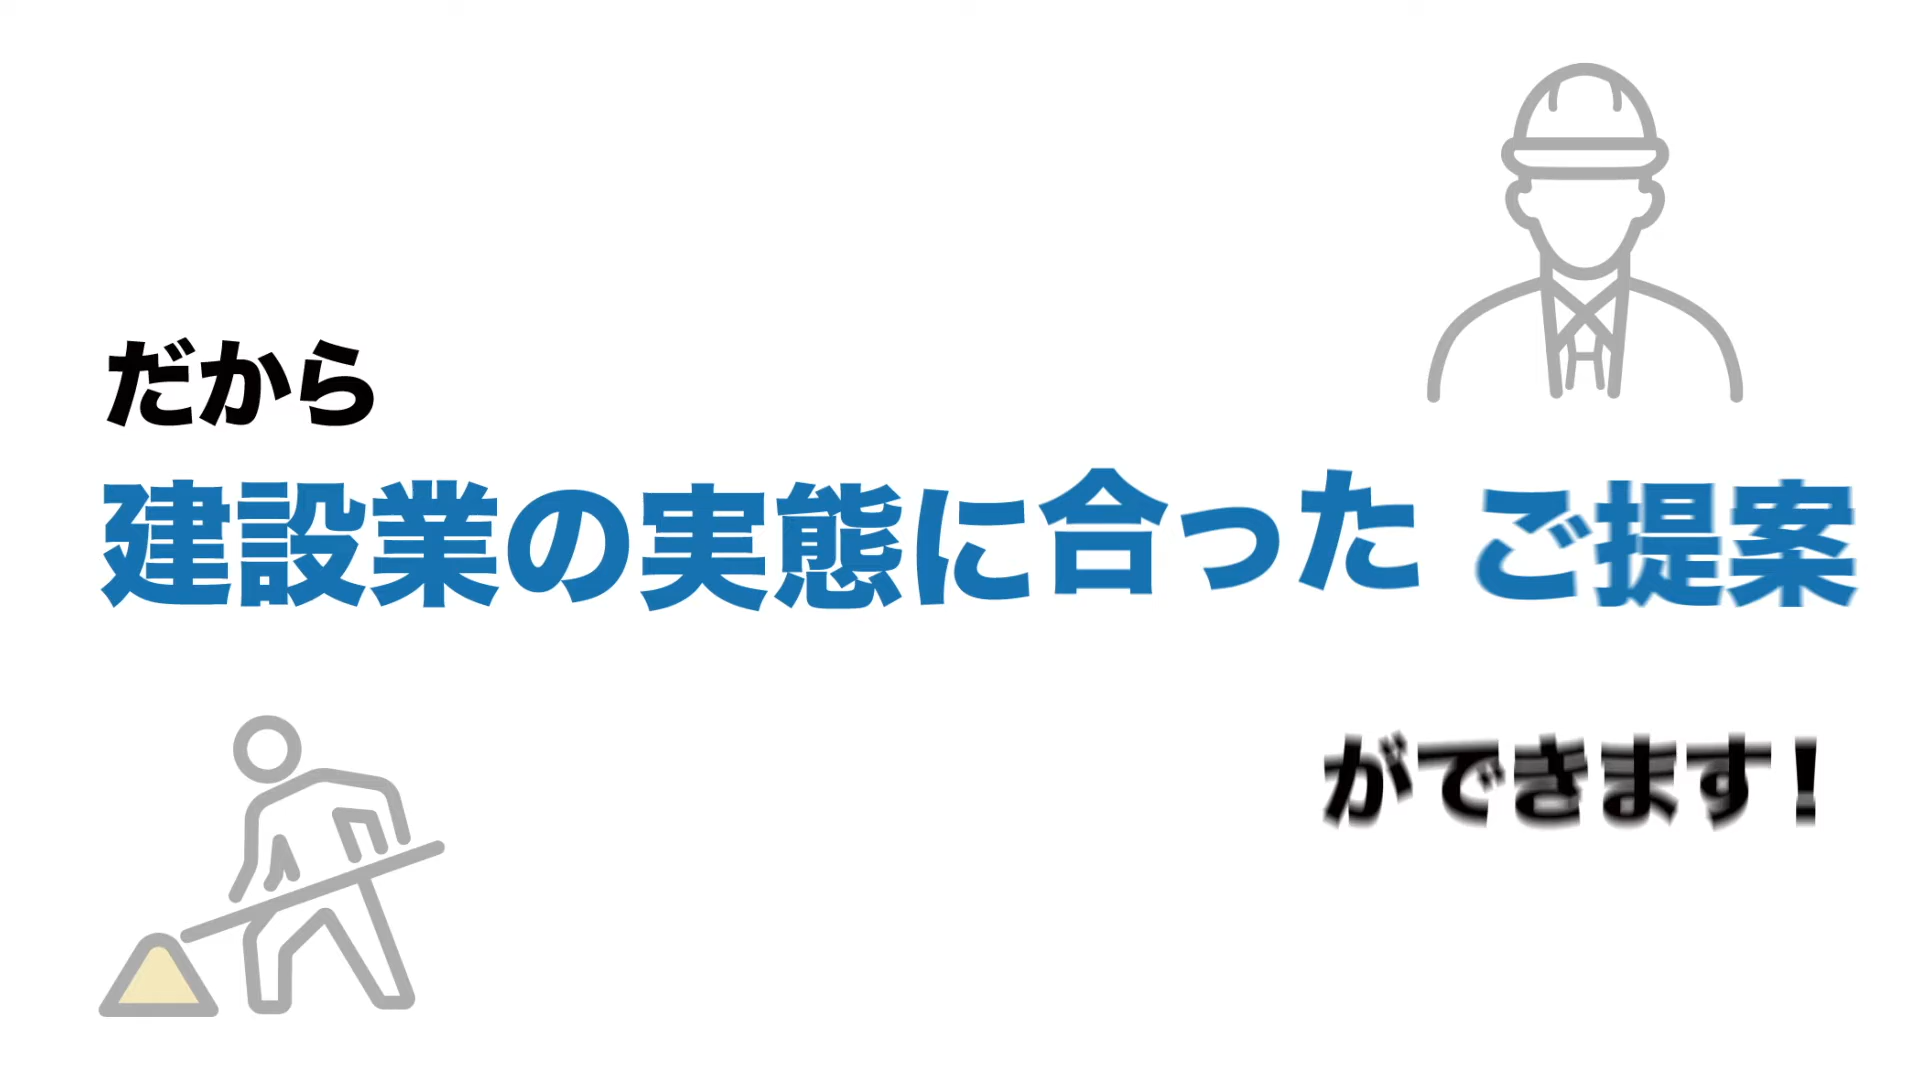 だから
建設業の実態に合った ご提案
ができます！